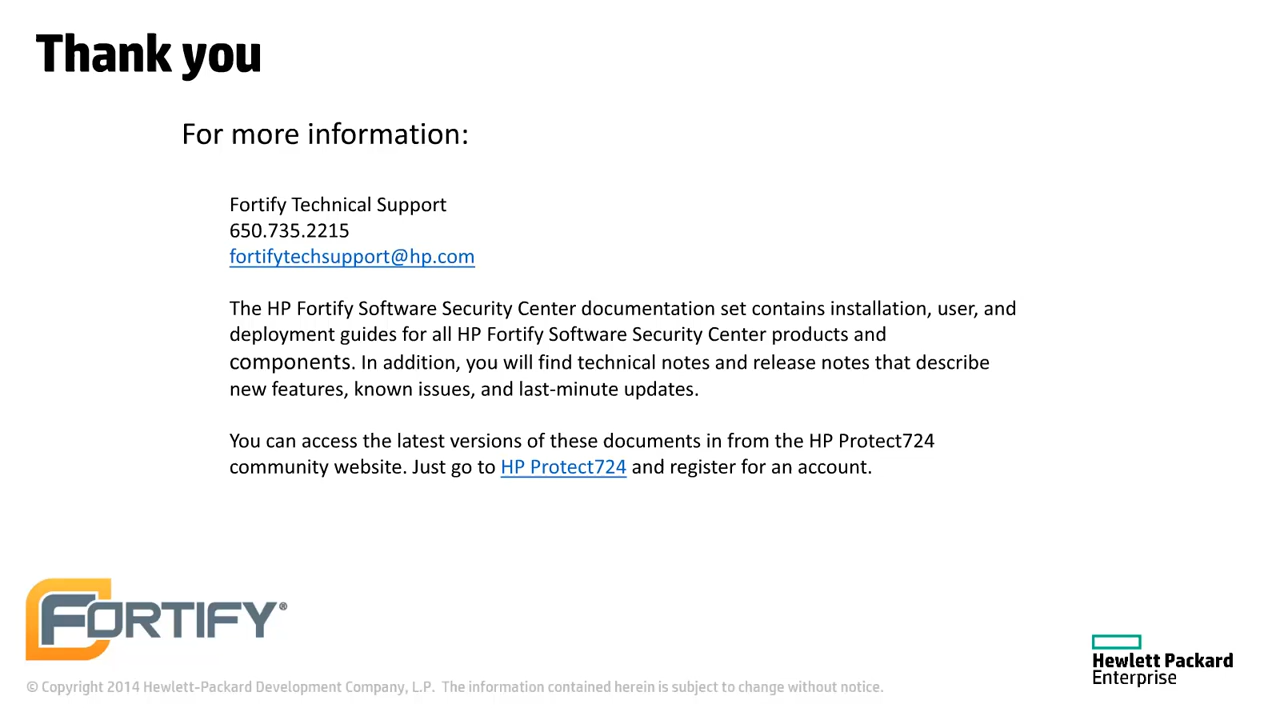 Thank you
For more information:
Fortify Technical Support
650.735.2215
fortifytechsupport@hp.com
The HP Fortify Software Security Center documentation set contains installation, user, and
deployment guides for all HP Fortify Software Security Center products and
components. In addition, you will find technical notes and release notes that describe
new features, known issues, and last-minute updates.
You can access the latest versions of these documents in from the HP Protect724
community website. Just go to HP Protect724 and register for an account.
FORTIFY®
Hewlett Packard
Enterprise
© Copyright 2014 Hewlett-Packard Development Company, L.P. The information contained herein is subject to change without notice.